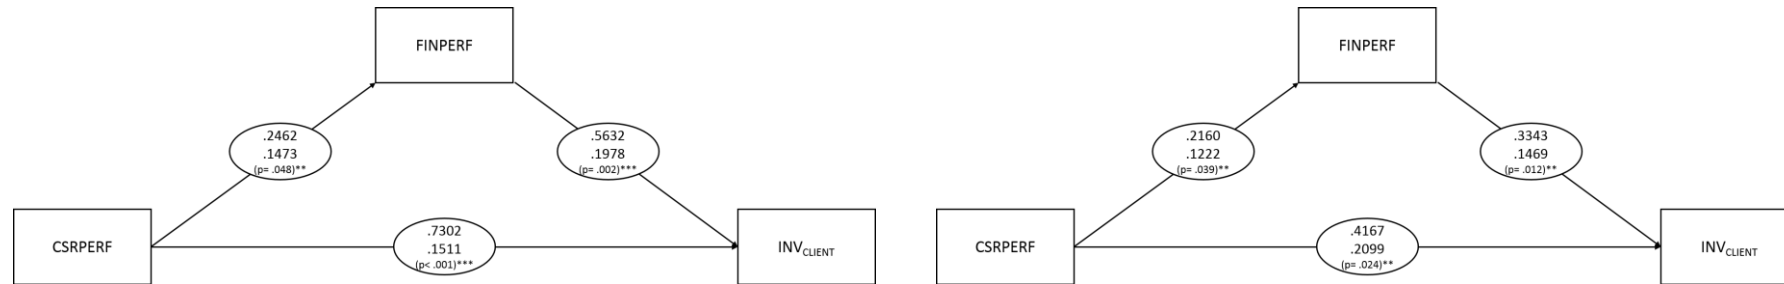 FINPERF
.2462
.1473
(p= .048)**
.5632
.1978
(p= .002)***
CSRPERF
.7302
.1511
(p< .001)***
INVCLIENT
FINPERF
.2160
.1222
(p= .039)**
.3343
.1469
(p= .012)**
CSRPERF
.4167
.2099
(p= .024)**
INVCLIENT